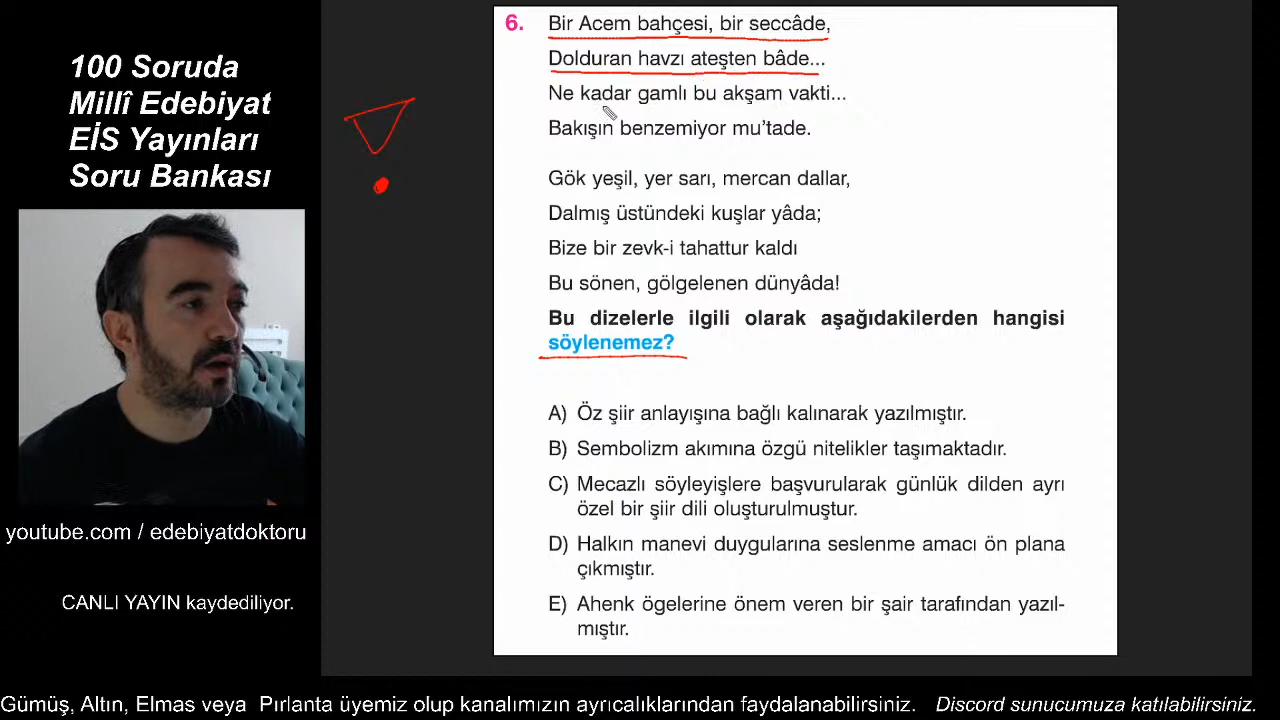 100 Soruda
Millî Edebiyat
EİS Yayınları
Soru Bankası
youtube.com / edebiyatdoktoru
CANLI YAYIN kaydediliyor.
6. Bir Acem bahçesi, bir seccâde,
Dolduran havzı ateşten bâde...
Ne kadar gamlı bu akşam vakti...
Bakışın benzemiyor mu’tade.
Gök yeşil, yer sarı, mercan dallar,
Dalmış üstündeki kuşlar yâda;
Bize bir zevk-i tahattur kaldı
Bu sönen, gölgelenen dünyâda!
Bu dizelerle ilgili olarak aşağıdakilerden hangisi
söylenemez?
A) Öz şiir anlayışına bağlı kalınarak yazılmıştır.
B) Sembolizm akımına özgü nitelikler taşımaktadır.
C) Mecazlı söyleyişlere başvurularak günlük dilden ayrı
özel bir şiir dili oluşturulmuştur.
D) Halkın manevi duygularına seslenme amacı ön plana
çıkmıştır.
E) Ahenk ögelerine önem veren bir şair tarafından yazıl-
mıştır.
Gümüş, Altın, Elmas veya Pırlanta üyemiz olup kanalımızın ayrıcalıklarından faydalanabilirsiniz. Discord sunucumuza katılabilirsiniz.